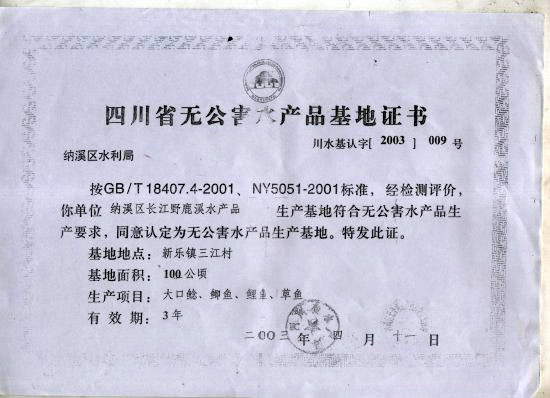 四川省无公害水产品基地证书
川水基认字[ 2003 ] 009 号
纳溪区水利局
按GB/T18407.4-2001、NY5051-2001标准，经检测评价，
你单位 纳溪区长江野鹿溪水产品 生产基地符合无公害水产品生
产要求，同意认定为无公害水产品生产基地。特发此证。
基地地点：新乐镇三江村
基地面积：100公顷
生产项目：大口鲶、鲫鱼、鲤鱼、草鱼
有 效 期：3年
二00三 年 四 月 十一 日